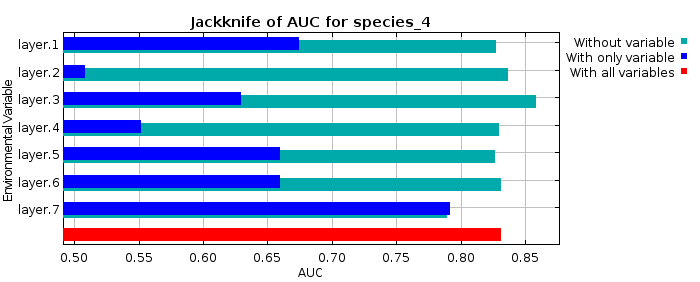 Jackknife of AUC for species_4
Environmental Variable
layer.1
layer.2
layer.3
layer.4
layer.5
layer.6
layer.7
0.50 0.55 0.60 0.65 0.70 0.75 0.80 0.85
AUC
Without variable
With only variable
With all variables